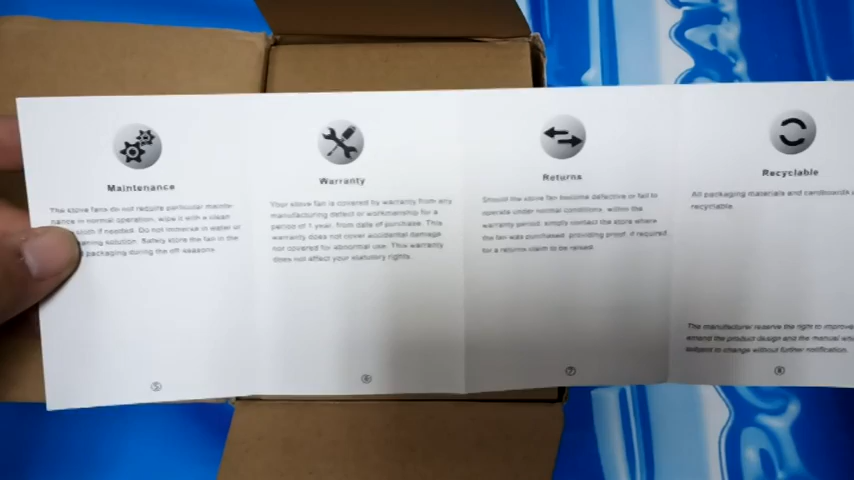 Maintenance
The stove fans do not require particular mainte-
nance in normal operation, wipe it with a clean
cloth if needed. Do not immerse in water or
cleaning solution. Safely store the fan in the
packaging during the off seasons
⑤
Warranty
Your stove fan is covered by warranty from any
manufacturing defect or workmanship for a
period of 1 year, from date of purchase. This
warranty does not cover accidental damage
nor covered for abnormal use. This warranty
does not affect your statutory rights.
⑥
Returns
Should the stove fan become defective or fail to
operate under normal conditions, within the
warranty period, simply contact the store where
the fan was purchased, providing proof, if required,
for a returns claim to be raised.
⑦
Recyclable
All packaging materials and cardboards
recyclable.
The manufacturer reserve the right to improve
amend the product design and the manual
subject to change without further notification.
⑧